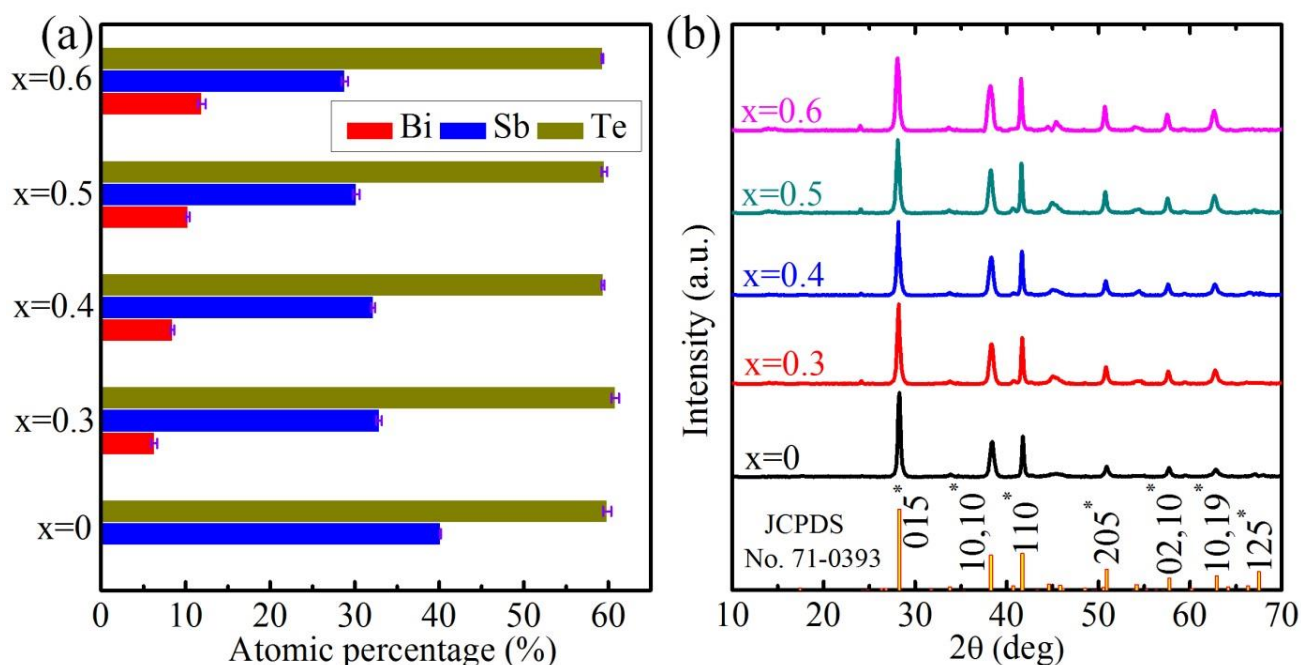 (a)
x=0.6
x=0.5
x=0.4
x=0.3
x=0
Bi Sb Te
0 10 20 30 40 50 60
Atomic percentage (%)
(b)
x=0.6
x=0.5
x=0.4
x=0.3
x=0
Intensity (a.u.)
JCPDS
No. 71-0393
* 015
* 10,10
* 110
* 205
* 02,10
* 10,19
* 125
10 20 30 40 50 60 70
2θ (deg)